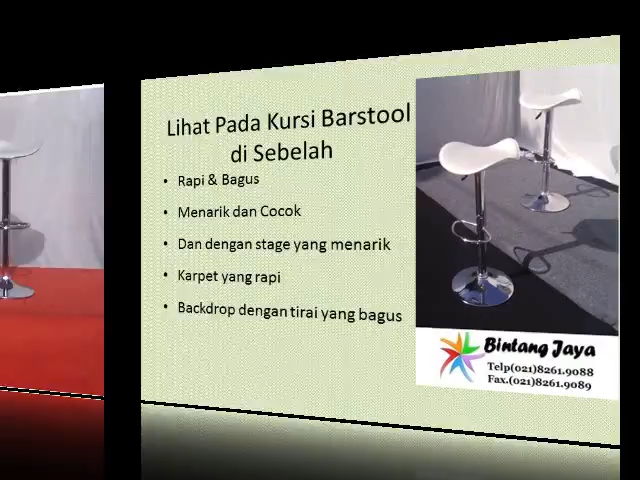 Lihat Pada Kursi Barstool
di Sebelah
• Rapi & Bagus
• Menarik dan Cocok
• Dan dengan stage yang menarik
• Karpet yang rapi
• Backdrop dengan tirai yang bagus
Bintang Jaya
Telp(021)8261.9088
Fax.(021)8261.9089